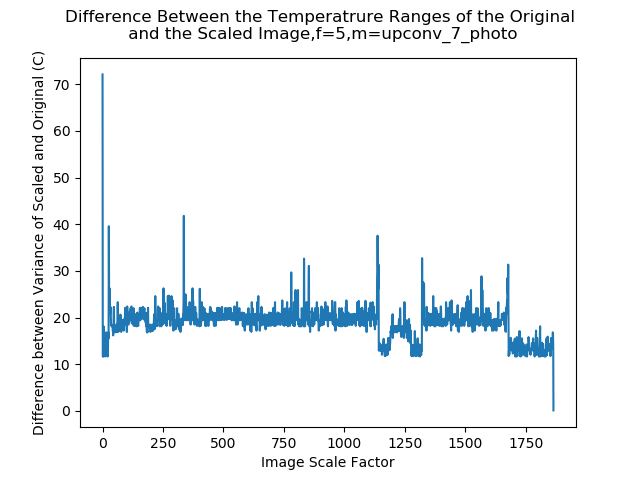 Difference Between the Temperatrure Ranges of the Original
and the Scaled Image,f=5,m=upconv_7_photo
Difference between Variance of Scaled and Original (C)
70
60
50
40
30
20
10
0
0 250 500 750 1000 1250 1500 1750
Image Scale Factor